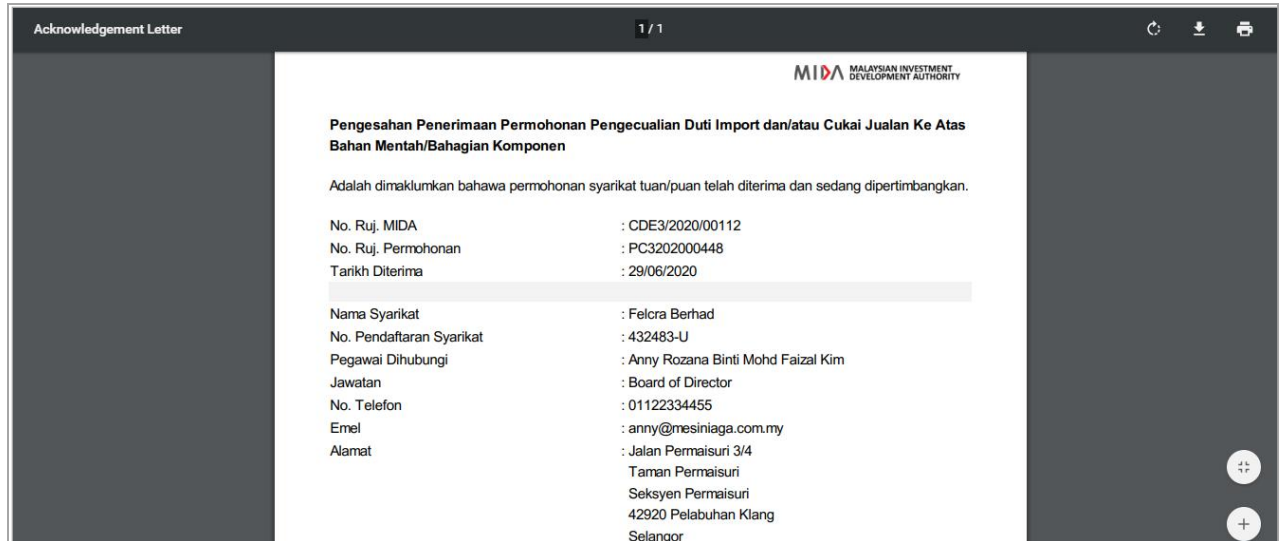 Acknowledgement Letter
1 / 1
MIDA MALAYSIAN INVESTMENT
DEVELOPMENT AUTHORITY
Pengesahan Penerimaan Permohonan Pengecualian Duti Import dan/atau Cukai Jualan Ke Atas
Bahan Mentah/Bahagian Komponen
Adalah dimaklumkan bahawa permohonan syarikat tuan/puan telah diterima dan sedang dipertimbangkan.
No. Ruj. MIDA : CDE3/2020/00112
No. Ruj. Permohonan : PC3202000448
Tarikh Diterima : 29/06/2020
Nama Syarikat : Felcra Berhad
No. Pendaftaran Syarikat : 432483-U
Pegawai Dihubungi : Anny Rozana Binti Mohd Faizal Kim
Jawatan : Board of Director
No. Telefon : 01122334455
Emel : anny@mesiniaga.com.my
Alamat : Jalan Permaisuri 3/4
Taman Permaisuri
Seksyen Permaisuri
42920 Pelabuhan Klang
Selangor